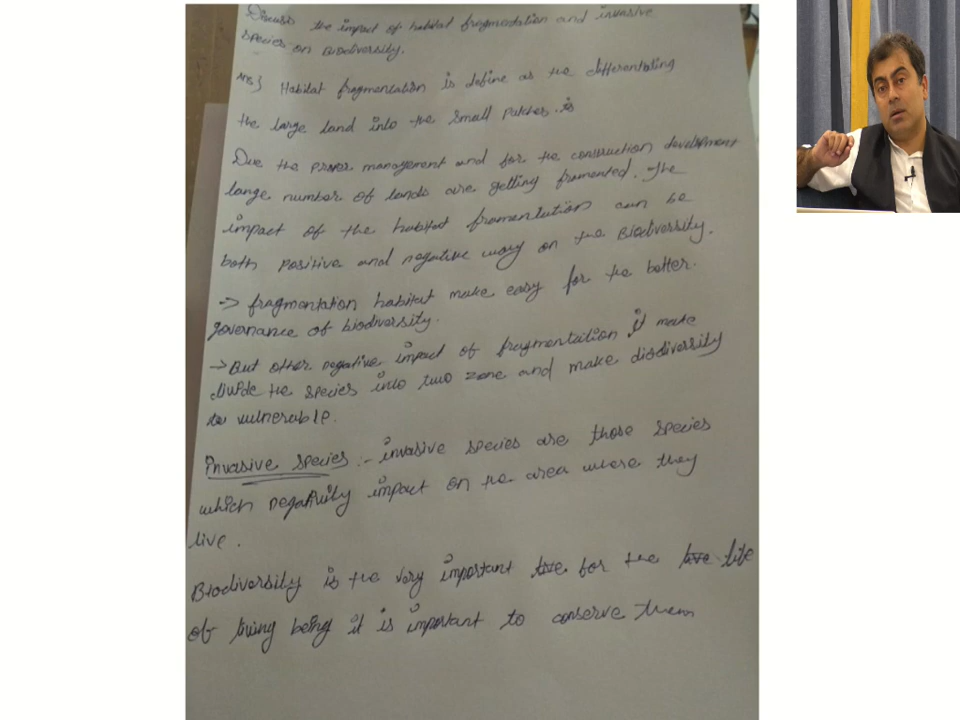 Discuss the impact of habitat fragmentation and invasive
species on Biodiversity.
Ans} Habitat fragmentation is define as the differentiating
the large land into the small patches. is
Due the proper management and for the construction development
large number of lands are getting framented. The
impact of the habitat framentation can be
both positive and negative way on the Biodiversity.
-> fragmentation habitat make easy for the better
governance of biodiversity.
-> But other negative impact of fragmentation it make
divide the species into two zone and make diodiversity
to vulnerable.
Invasive species :- invasive species are those species
which negativity impact on the area where they
live.
Biodiversity is the very important for the life
of living being it is important to conserve them